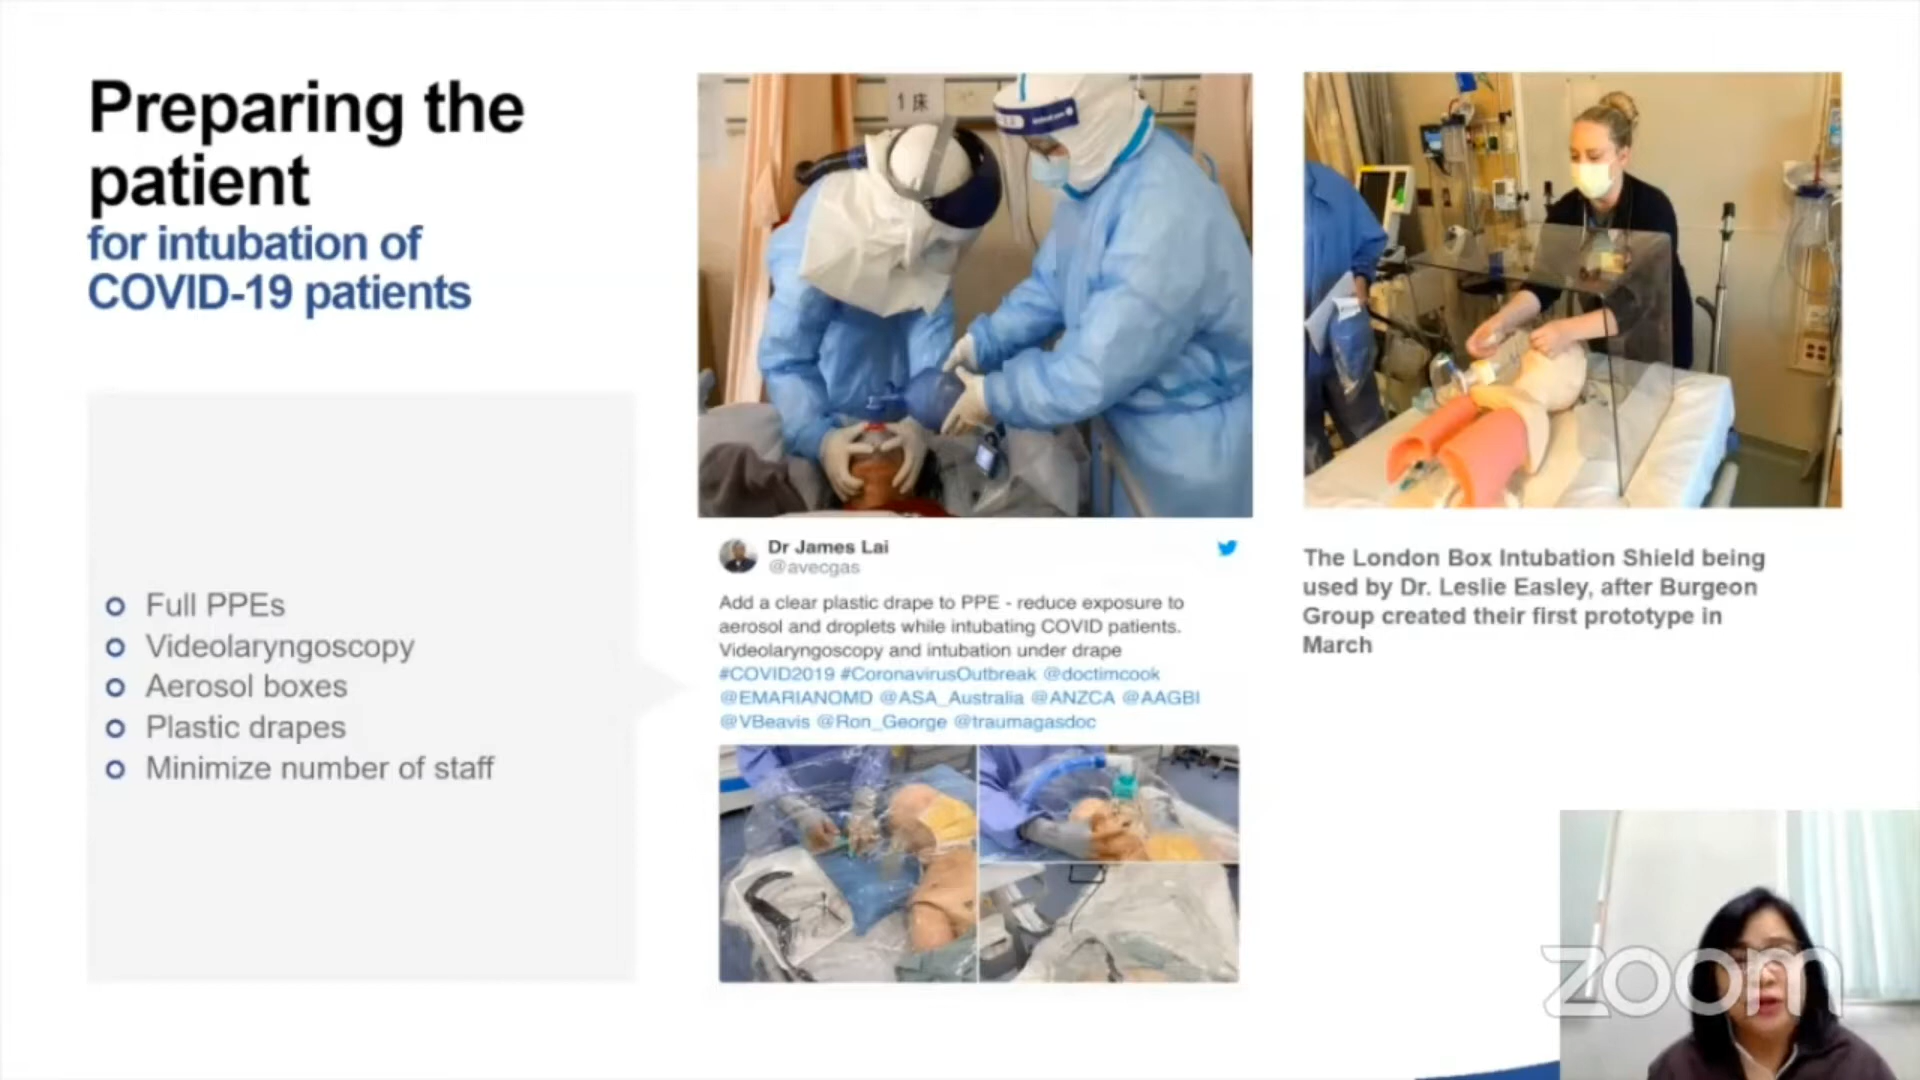 Preparing the
patient
for intubation of
COVID-19 patients
Full PPEs
Videolaryngoscopy
Aerosol boxes
Plastic drapes
Minimize number of staff
1床
Dr James Lai
@avecgas
Add a clear plastic drape to PPE - reduce exposure to
aerosol and droplets while intubating COVID patients.
Videolaryngoscopy and intubation under drape
#COVID2019 #CoronavirusOutbreak @doctimcook
@EMARIANOMD @ASA_Australia @ANZCA @AAGBI
@VBeavis @Ron_George @traumagasdoc
The London Box Intubation Shield being
used by Dr. Leslie Easley, after Burgeon
Group created their first prototype in
March
zoom